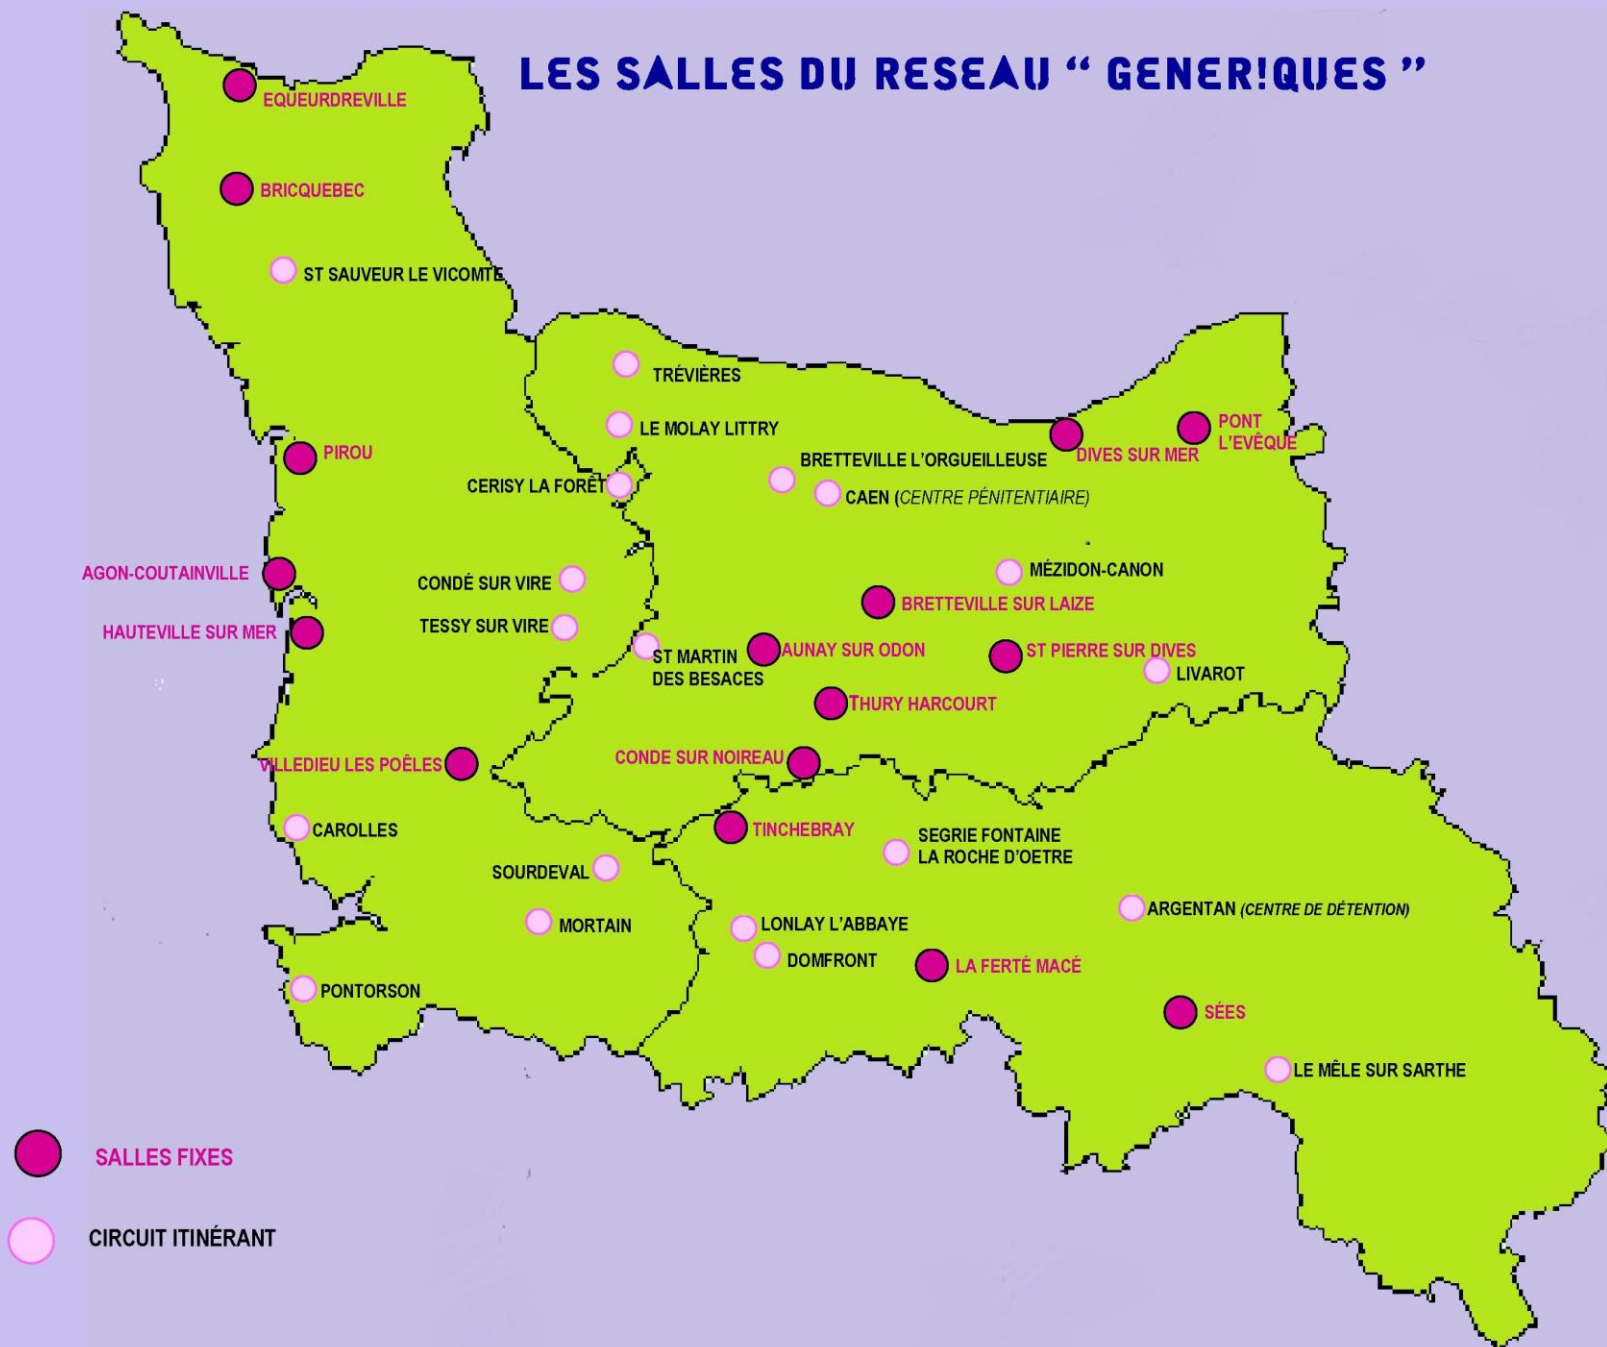 LES SALLES DU RESEAU “ GENER!QUES ”
EQUEURDREVILLE
BRICQUEBEC
ST SAUVEUR LE VICOMTE
TRÉVIÈRES
LE MOLAY LITTRY
PONT
L'EVÊQUE
DIVES SUR MER
PIROU
BRETTEVILLE L'ORGUEILLEUSE
CERISY LA FORÊT
CAEN (CENTRE PÉNITENTIAIRE)
AGON-COUTAINVILLE
CONDÉ SUR VIRE
MÉZIDON-CANON
BRETTEVILLE SUR LAIZE
HAUTEVILLE SUR MER
TESSY SUR VIRE
ST MARTIN
DES BESACES
AUNAY SUR ODON
ST PIERRE SUR DIVES
LIVAROT
THURY HARCOURT
VILLEDIEU LES POÊLES
CONDE SUR NOIREAU
CAROLLES
TINCHEBRAY
SEGRIE FONTAINE
LA ROCHE D'OETRE
SOURDEVAL
ARGENTAN (CENTRE DE DÉTENTION)
MORTAIN
LONLAY L'ABBAYE
DOMFRONT
LA FERTÉ MACÉ
PONTORSON
SÉES
LE MÊLE SUR SARTHE
SALLES FIXES
CIRCUIT ITINÉRANT